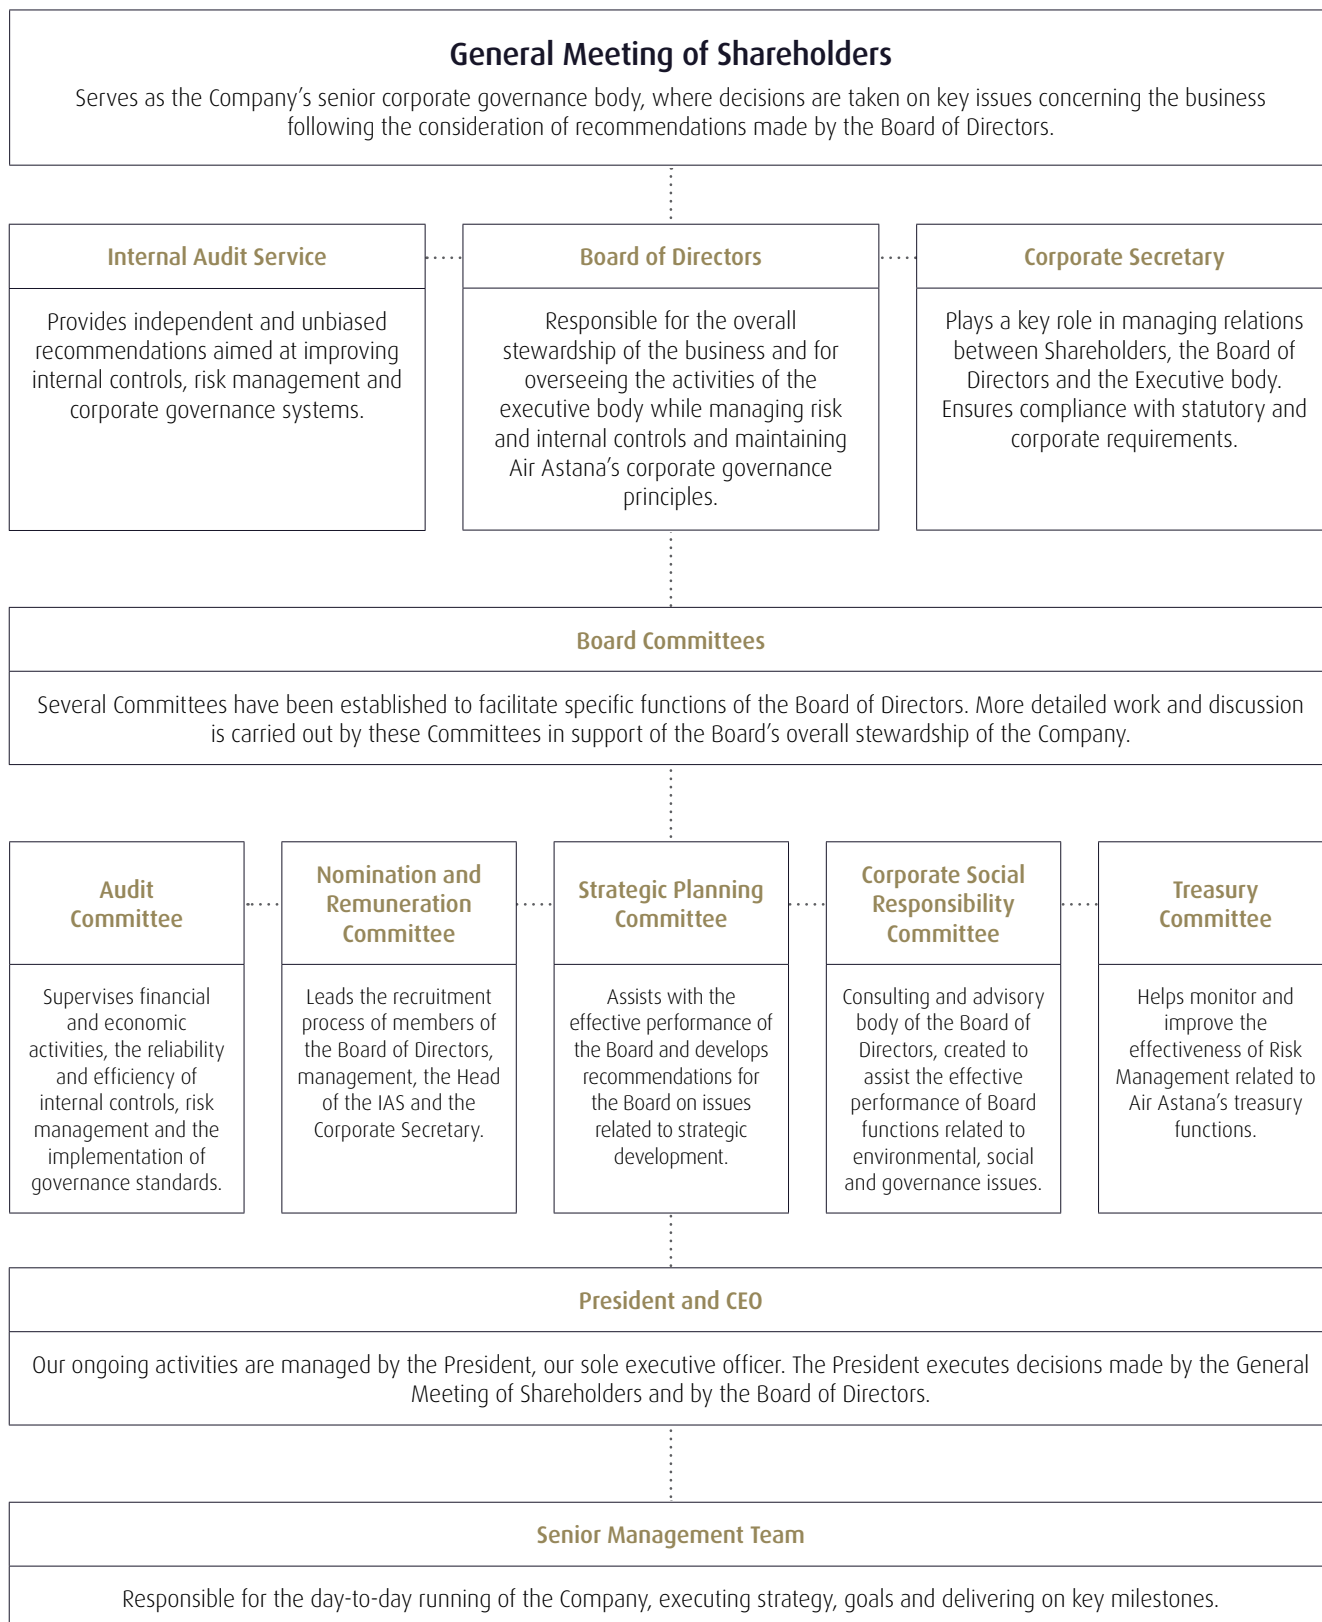 General Meeting of Shareholders
Serves as the Company’s senior corporate governance body, where decisions are taken on key issues concerning the business
following the consideration of recommendations made by the Board of Directors.
Internal Audit Service
Provides independent and unbiased
recommendations aimed at improving
internal controls, risk management and
corporate governance systems.
Board of Directors
Responsible for the overall
stewardship of the business and for
overseeing the activities of the
executive body while managing risk
and internal controls and maintaining
Air Astana’s corporate governance
principles.
Corporate Secretary
Plays a key role in managing relations
between Shareholders, the Board of
Directors and the Executive body.
Ensures compliance with statutory and
corporate requirements.
Board Committees
Several Committees have been established to facilitate specific functions of the Board of Directors. More detailed work and discussion
is carried out by these Committees in support of the Board’s overall stewardship of the Company.
Audit
Committee
Supervises financial
and economic
activities, the reliability
and efficiency of
internal controls, risk
management and the
implementation of
governance standards.
Nomination and
Remuneration
Committee
Leads the recruitment
process of members of
the Board of Directors,
management, the Head
of the IAS and the
Corporate Secretary.
Strategic Planning
Committee
Assists with the
effective performance of
the Board and develops
recommendations for
the Board on issues
related to strategic
development.
Corporate Social
Responsibility
Committee
Consulting and advisory
body of the Board of
Directors, created to
assist the effective
performance of Board
functions related to
environmental, social
and governance issues.
Treasury
Committee
Helps monitor and
improve the
effectiveness of Risk
Management related to
Air Astana’s treasury
functions.
President and CEO
Our ongoing activities are managed by the President, our sole executive officer. The President executes decisions made by the General
Meeting of Shareholders and by the Board of Directors.
Senior Management Team
Responsible for the day-to-day running of the Company, executing strategy, goals and delivering on key milestones.